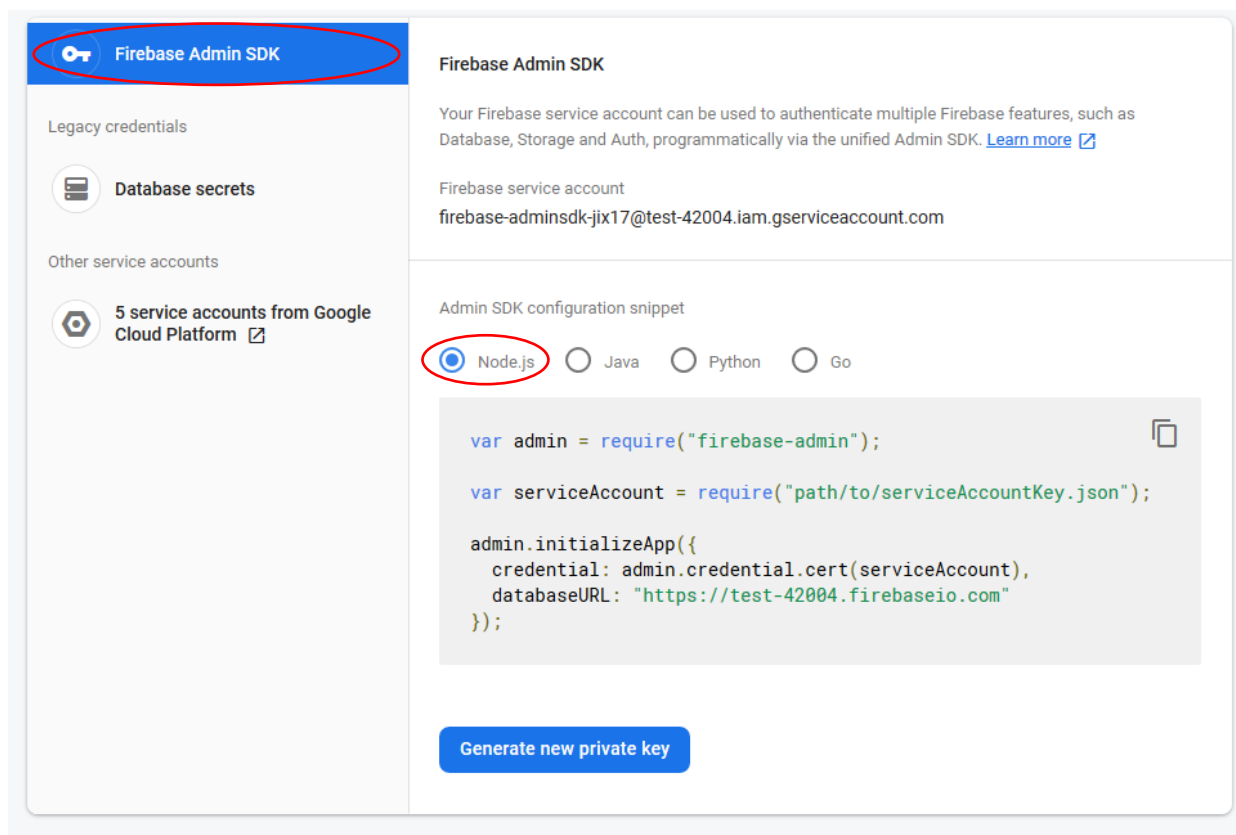 Firebase Admin SDK
Legacy credentials
Database secrets
Other service accounts
5 service accounts from Google
Cloud Platform
Firebase Admin SDK
Your Firebase service account can be used to authenticate multiple Firebase features, such as
Database, Storage and Auth, programmatically via the unified Admin SDK. Learn more
Firebase service account
firebase-adminsdk-jix17@test-42004.iam.gserviceaccount.com
Admin SDK configuration snippet
Node.js Java Python Go
var admin = require("firebase-admin");
var serviceAccount = require("path/to/serviceAccountKey.json");
admin.initializeApp({
  credential: admin.credential.cert(serviceAccount),
  databaseURL: "https://test-42004.firebaseio.com"
});
Generate new private key